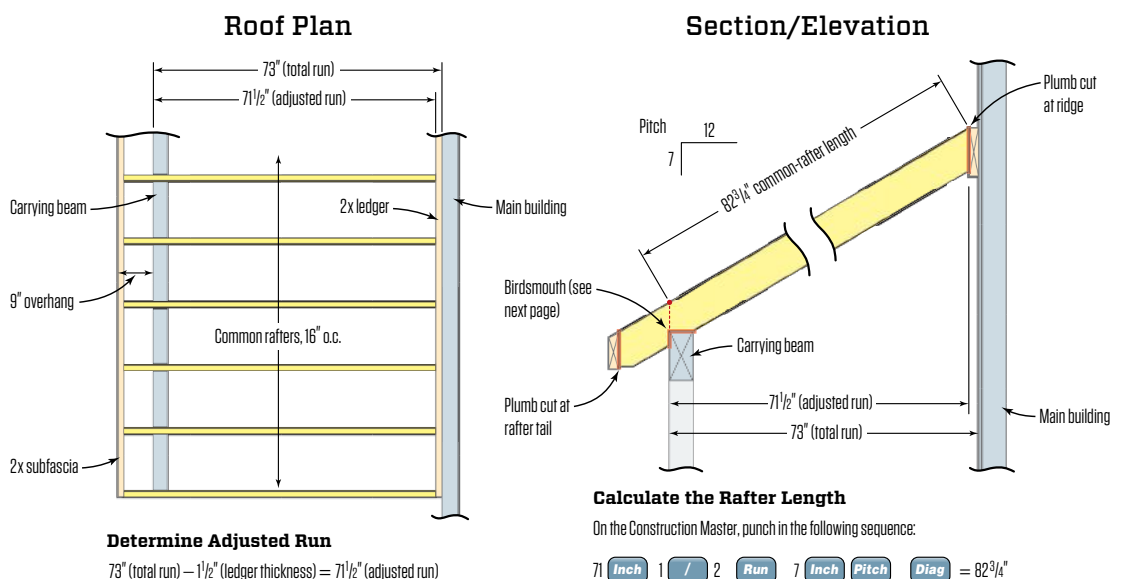 Roof Plan
73" (total run)
71 1/2" (adjusted run)
Carrying beam
2x ledger
Main building
9" overhang
Common rafters, 16" o.c.
2x subfascia
Determine Adjusted Run
73" (total run) – 1 1/2" (ledger thickness) = 71 1/2" (adjusted run)
Section/Elevation
Plumb cut
at ridge
Pitch
12
7
82 3/4" common-rafter length
Birdsmouth (see
next page)
Carrying beam
Plumb cut at
rafter tail
71 1/2" (adjusted run)
73" (total run)
Main building
Calculate the Rafter Length
On the Construction Master, punch in the following sequence:
71 Inch 1 / 2 Run 7 Inch Pitch Diag = 82 3/4"